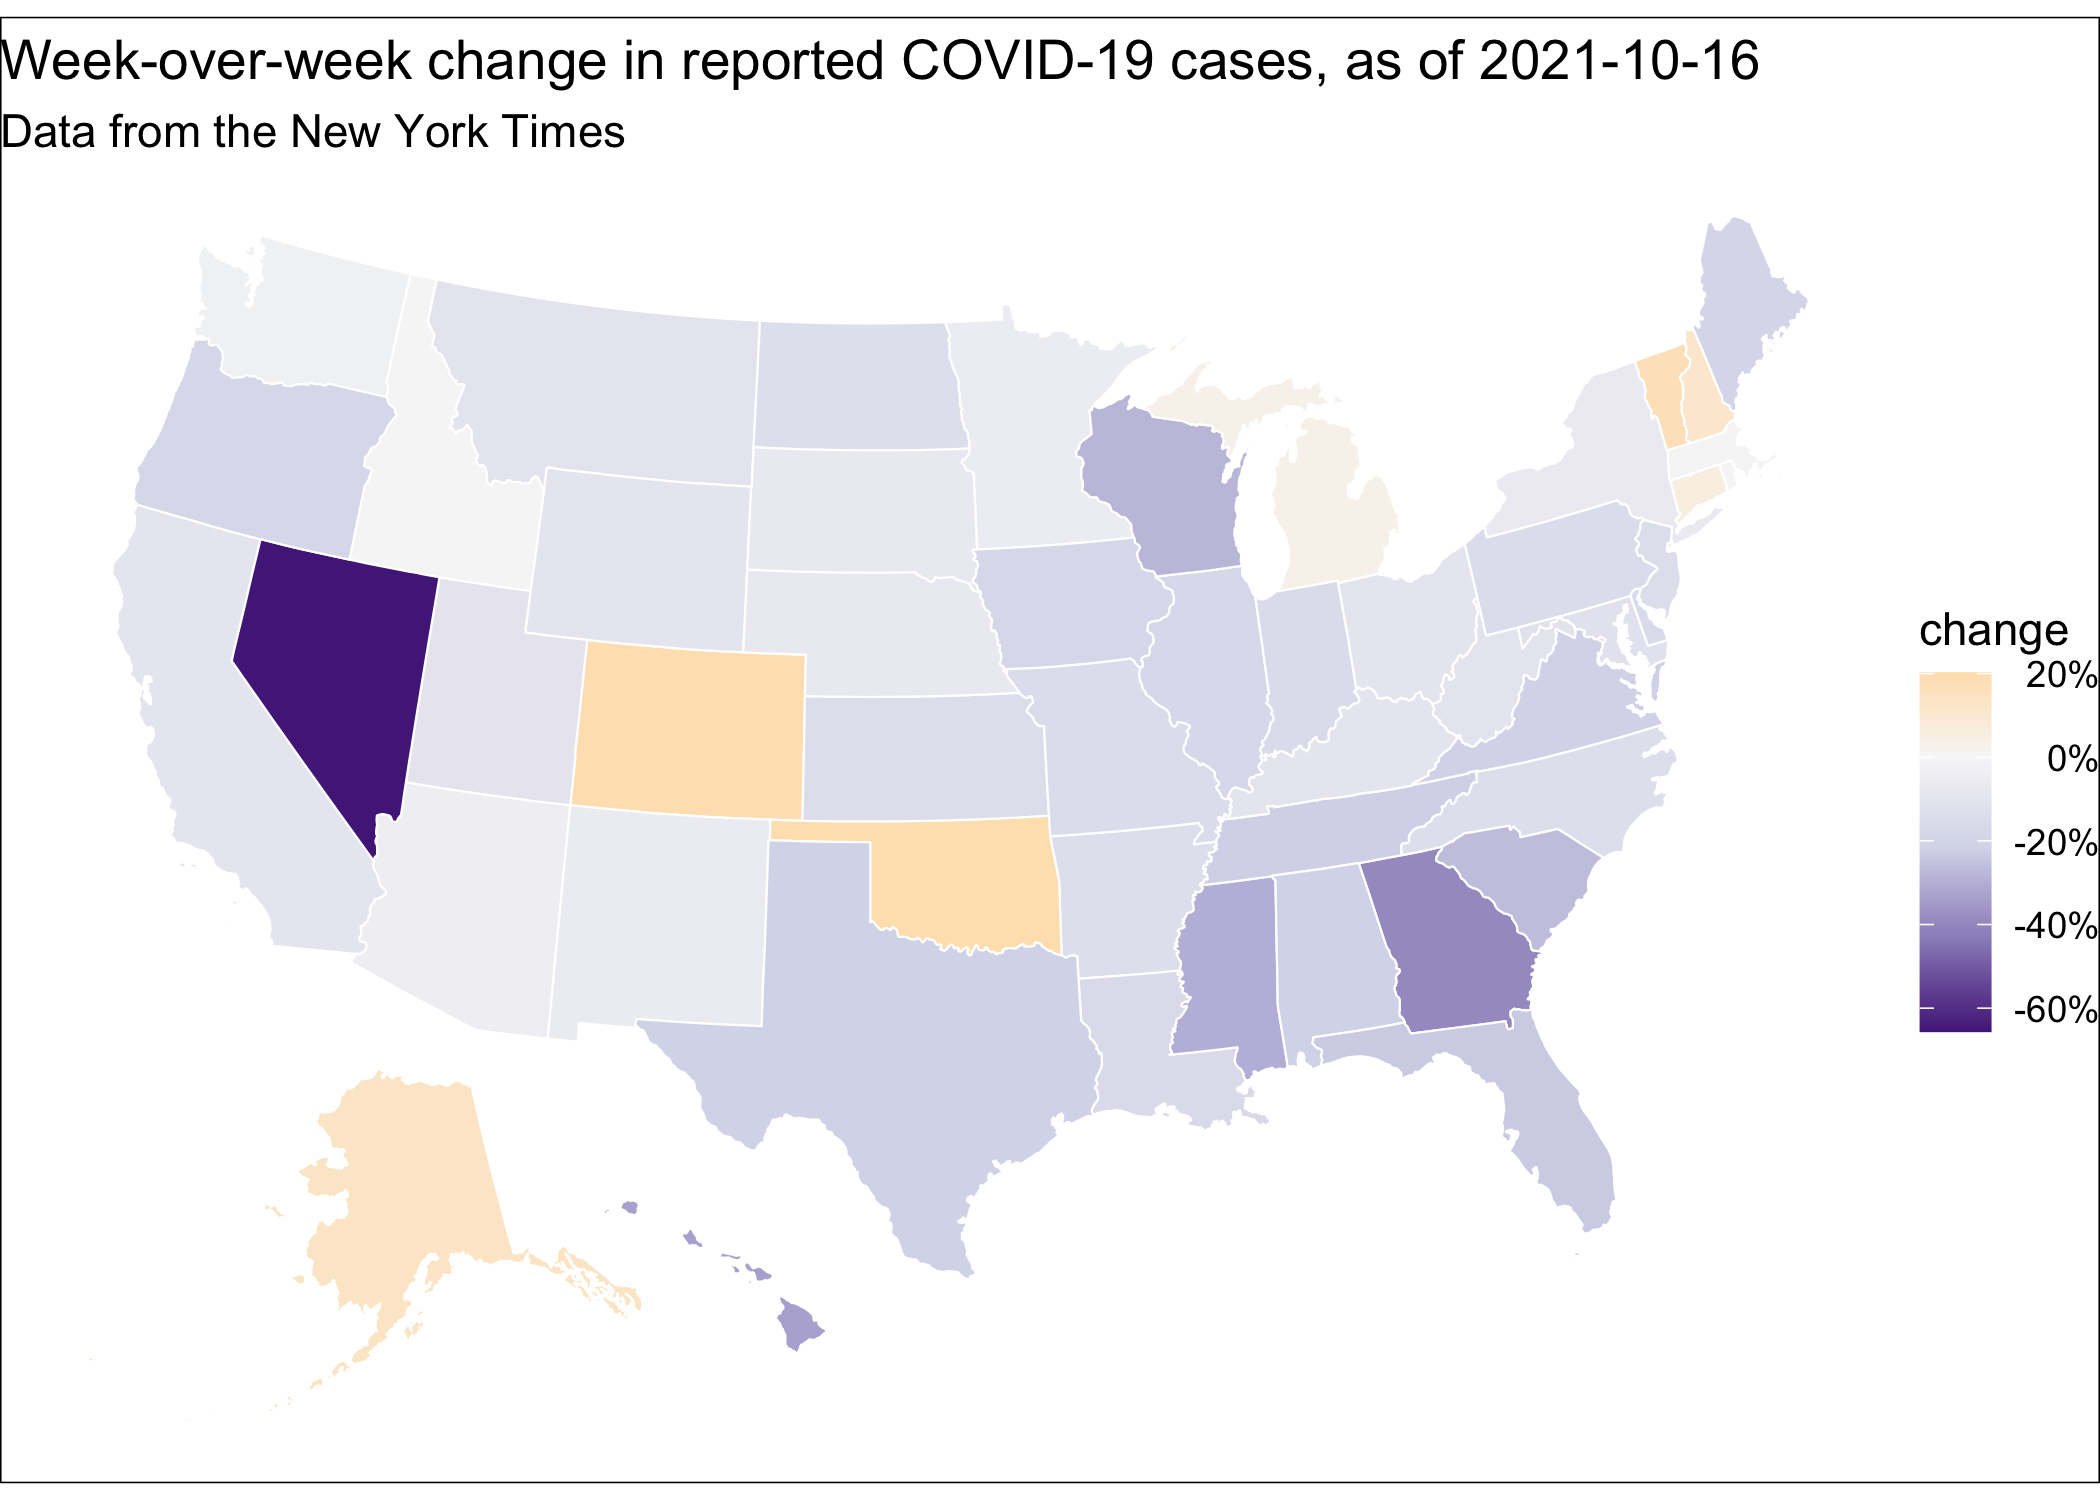 Week-over-week change in reported COVID-19 cases, as of 2021-10-16
Data from the New York Times
change
20%
0%
-20%
-40%
-60%